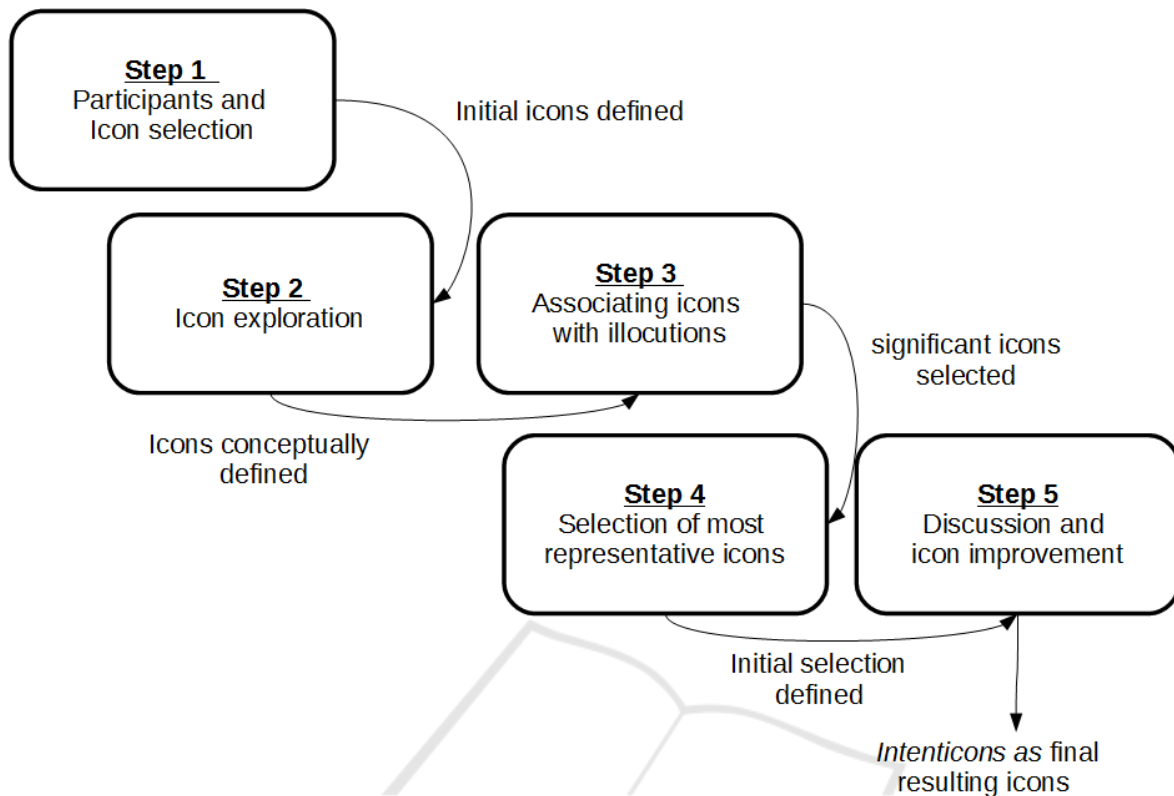 Step 1
Participants and
Icon selection
Initial icons defined
Step 2
Icon exploration
Step 3
Associating icons
with illocutions
significant icons
selected
Icons conceptually
defined
Step 4
Selection of most
representative icons
Step 5
Discussion and
icon improvement
Initial selection
defined
Intenticons as final
resulting icons